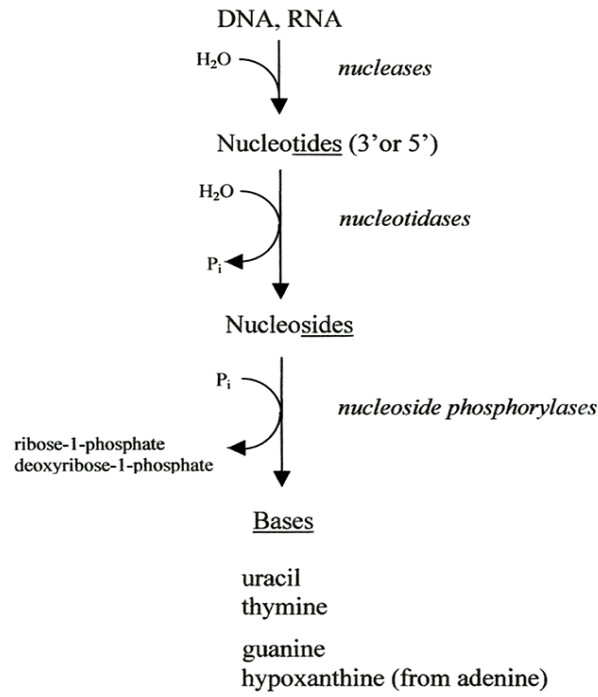 DNA, RNA
H₂O
nucleases
Nucleotides (3’or 5’)
H₂O
nucleotidases
Pᵢ
Nucleosides
Pᵢ
nucleoside phosphorylases
ribose-1-phosphate
deoxyribose-1-phosphate
Bases
uracil
thymine
guanine
hypoxanthine (from adenine)